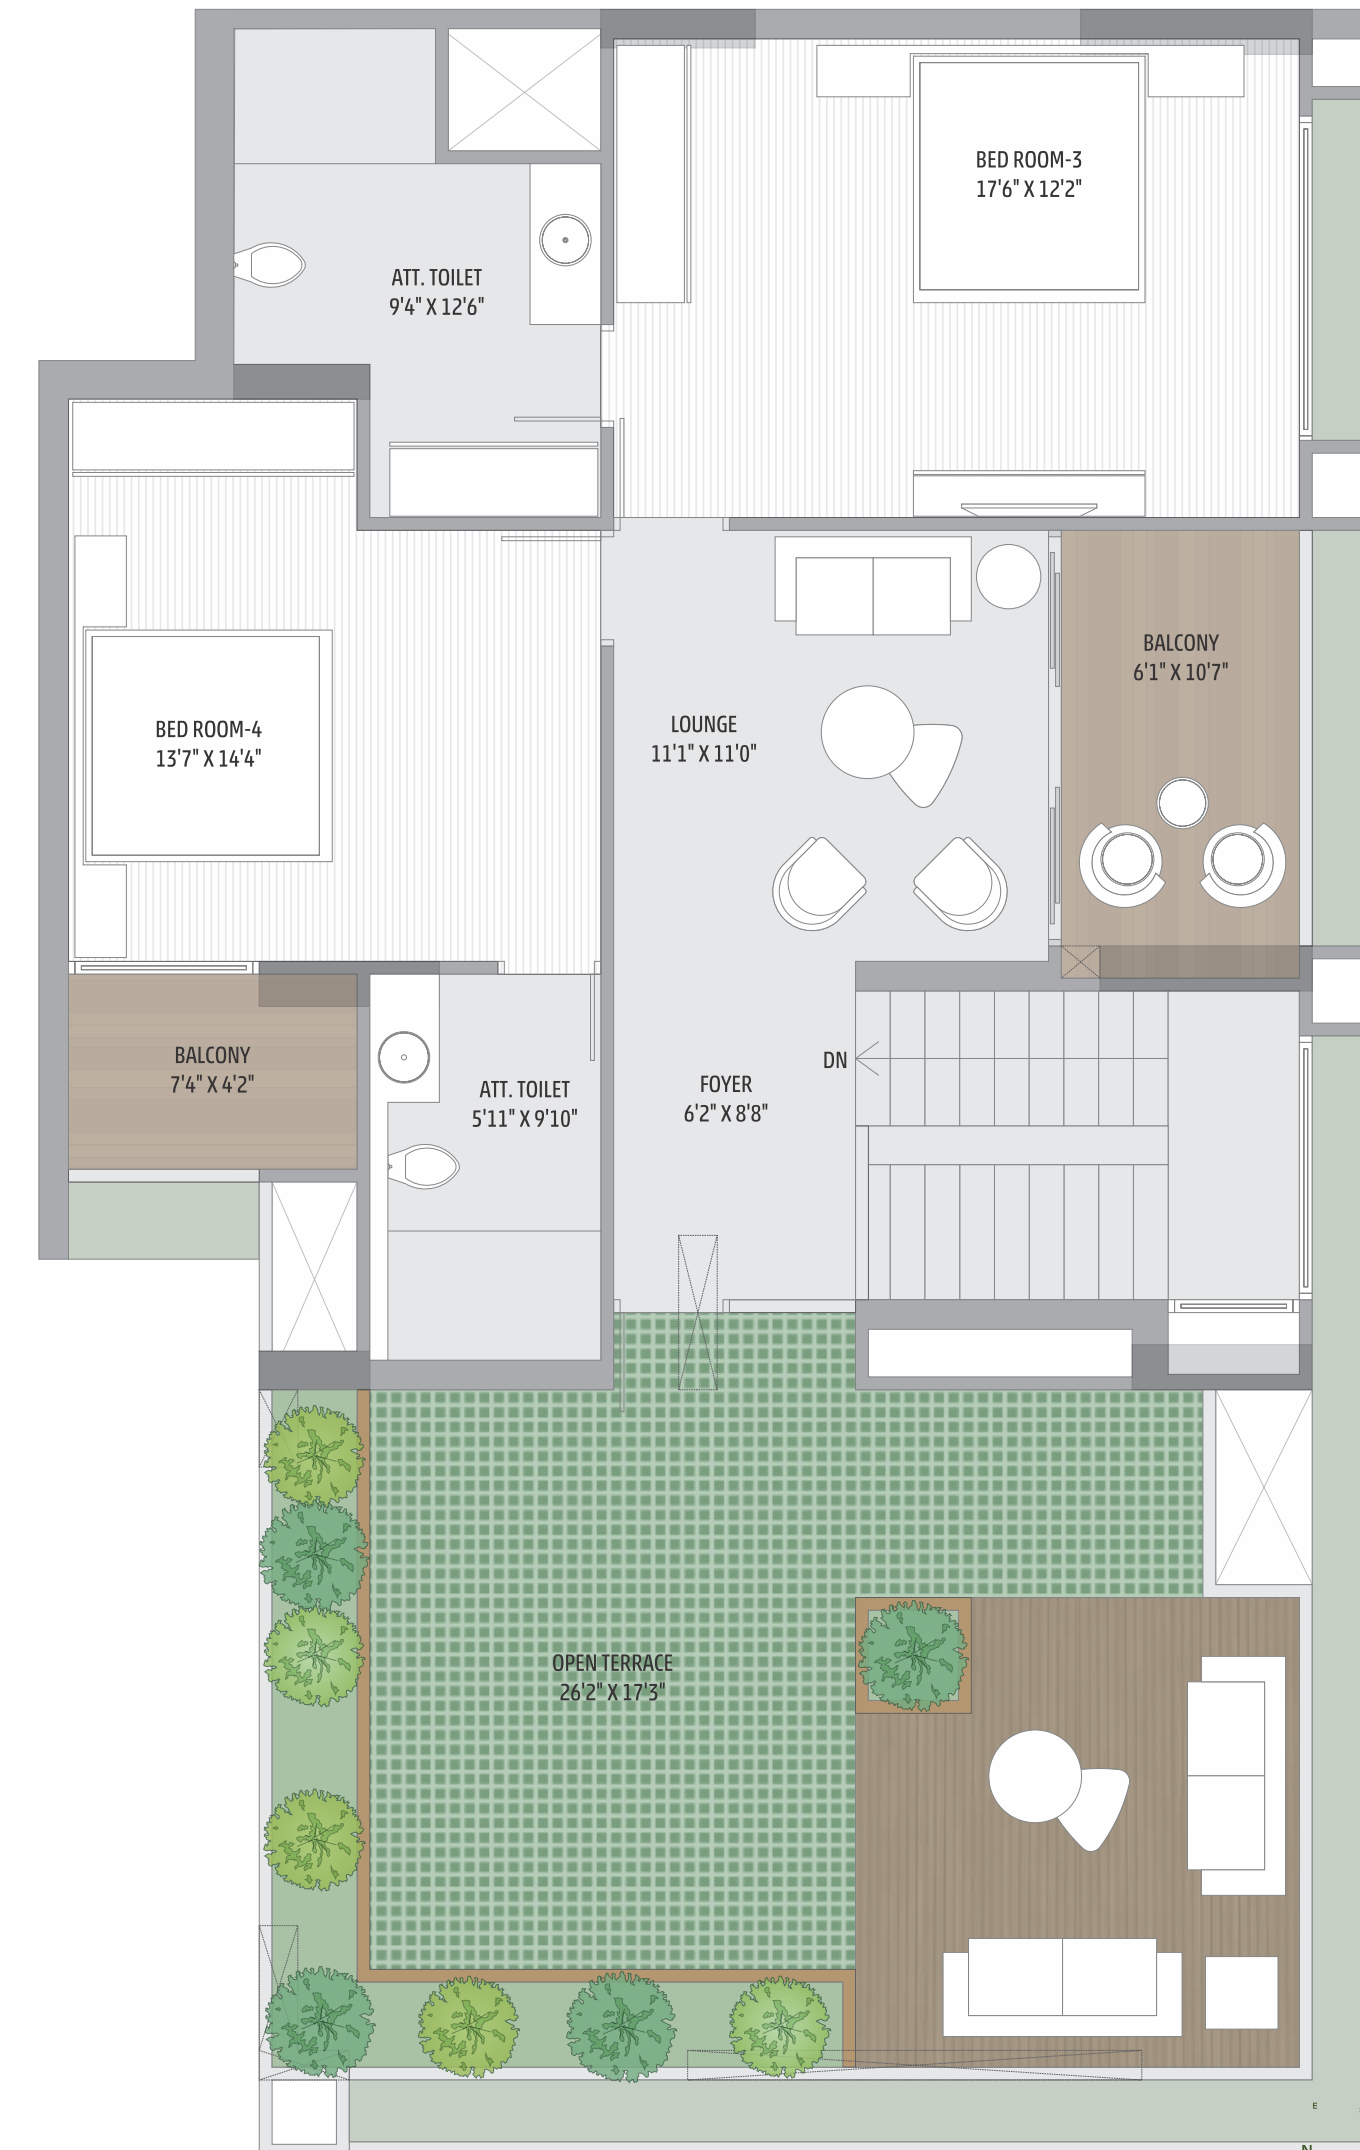 BED ROOM-3
17'6" X 12'2"
ATT. TOILET
9'4" X 12'6"
BALCONY
6'1" X 10'7"
LOUNGE
11'1" X 11'0"
BED ROOM-4
13'7" X 14'4"
BALCONY
7'4" X 4'2"
ATT. TOILET
5'11" X 9'10"
FOYER
6'2" X 8'8"
DN
OPEN TERRACE
26'2" X 17'3"
E
N